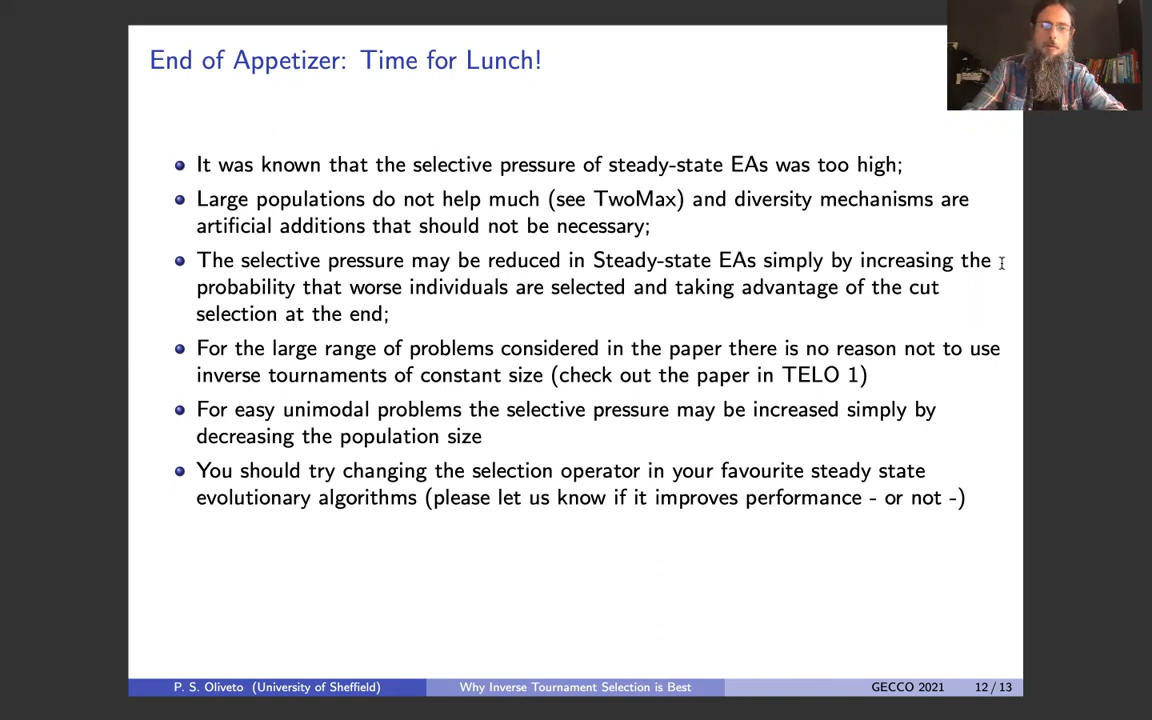 End of Appetizer: Time for Lunch!
It was known that the selective pressure of steady-state EAs was too high;
Large populations do not help much (see TwoMax) and diversity mechanisms are
artificial additions that should not be necessary;
The selective pressure may be reduced in Steady-state EAs simply by increasing the
probability that worse individuals are selected and taking advantage of the cut
selection at the end;
For the large range of problems considered in the paper there is no reason not to use
inverse tournaments of constant size (check out the paper in TELO 1)
For easy unimodal problems the selective pressure may be increased simply by
decreasing the population size
You should try changing the selection operator in your favourite steady state
evolutionary algorithms (please let us know if it improves performance - or not -)
P. S. Oliveto (University of Sheffield) Why Inverse Tournament Selection is Best GECCO 2021 12 / 13